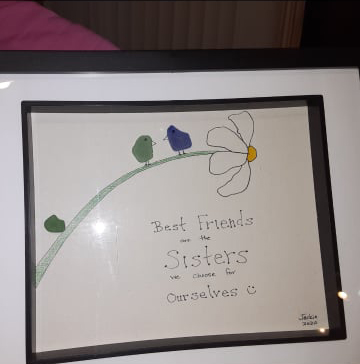 Best Friends
are the
Sisters
we choose for
Ourselves
Jackie
2020